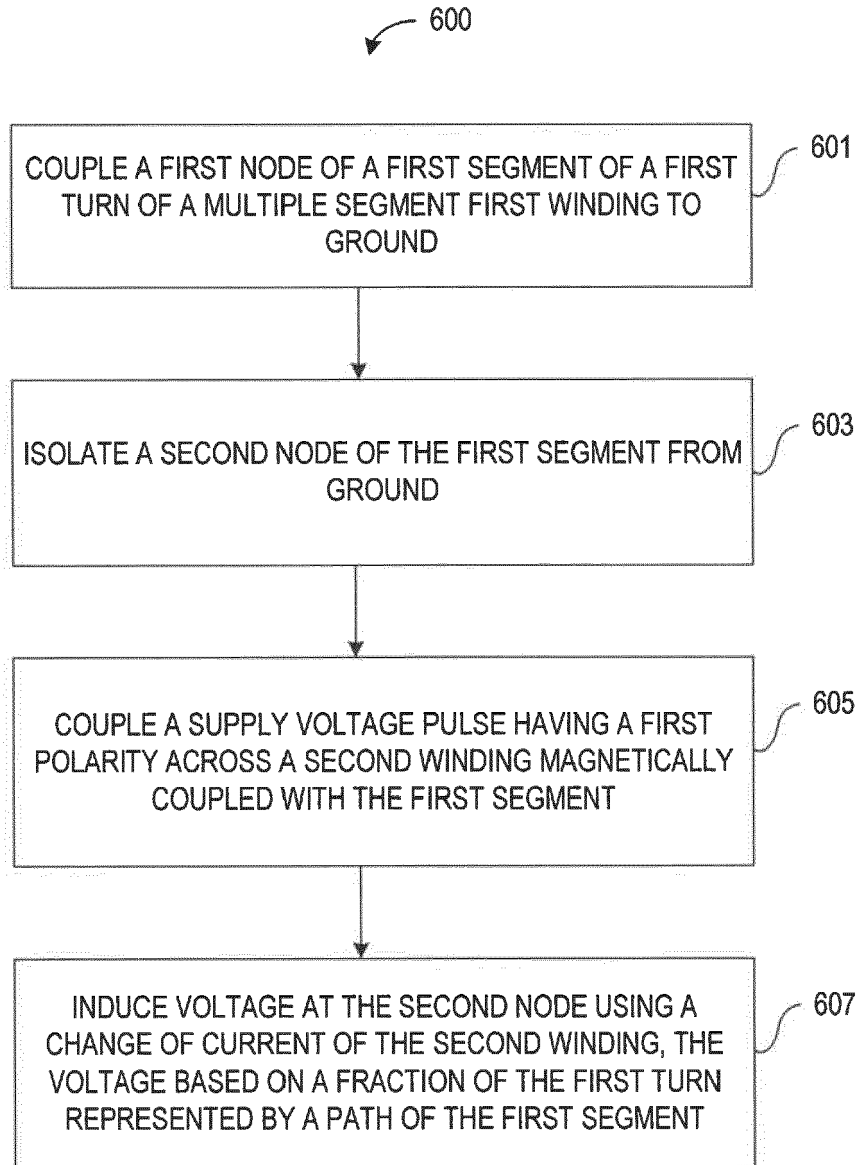 600
COUPLE A FIRST NODE OF A FIRST SEGMENT OF A FIRST
TURN OF A MULTIPLE SEGMENT FIRST WINDING TO
GROUND
601
ISOLATE A SECOND NODE OF THE FIRST SEGMENT FROM
GROUND
603
COUPLE A SUPPLY VOLTAGE PULSE HAVING A FIRST
POLARITY ACROSS A SECOND WINDING MAGNETICALLY
COUPLED WITH THE FIRST SEGMENT
605
INDUCE VOLTAGE AT THE SECOND NODE USING A
CHANGE OF CURRENT OF THE SECOND WINDING, THE
VOLTAGE BASED ON A FRACTION OF THE FIRST TURN
REPRESENTED BY A PATH OF THE FIRST SEGMENT
607